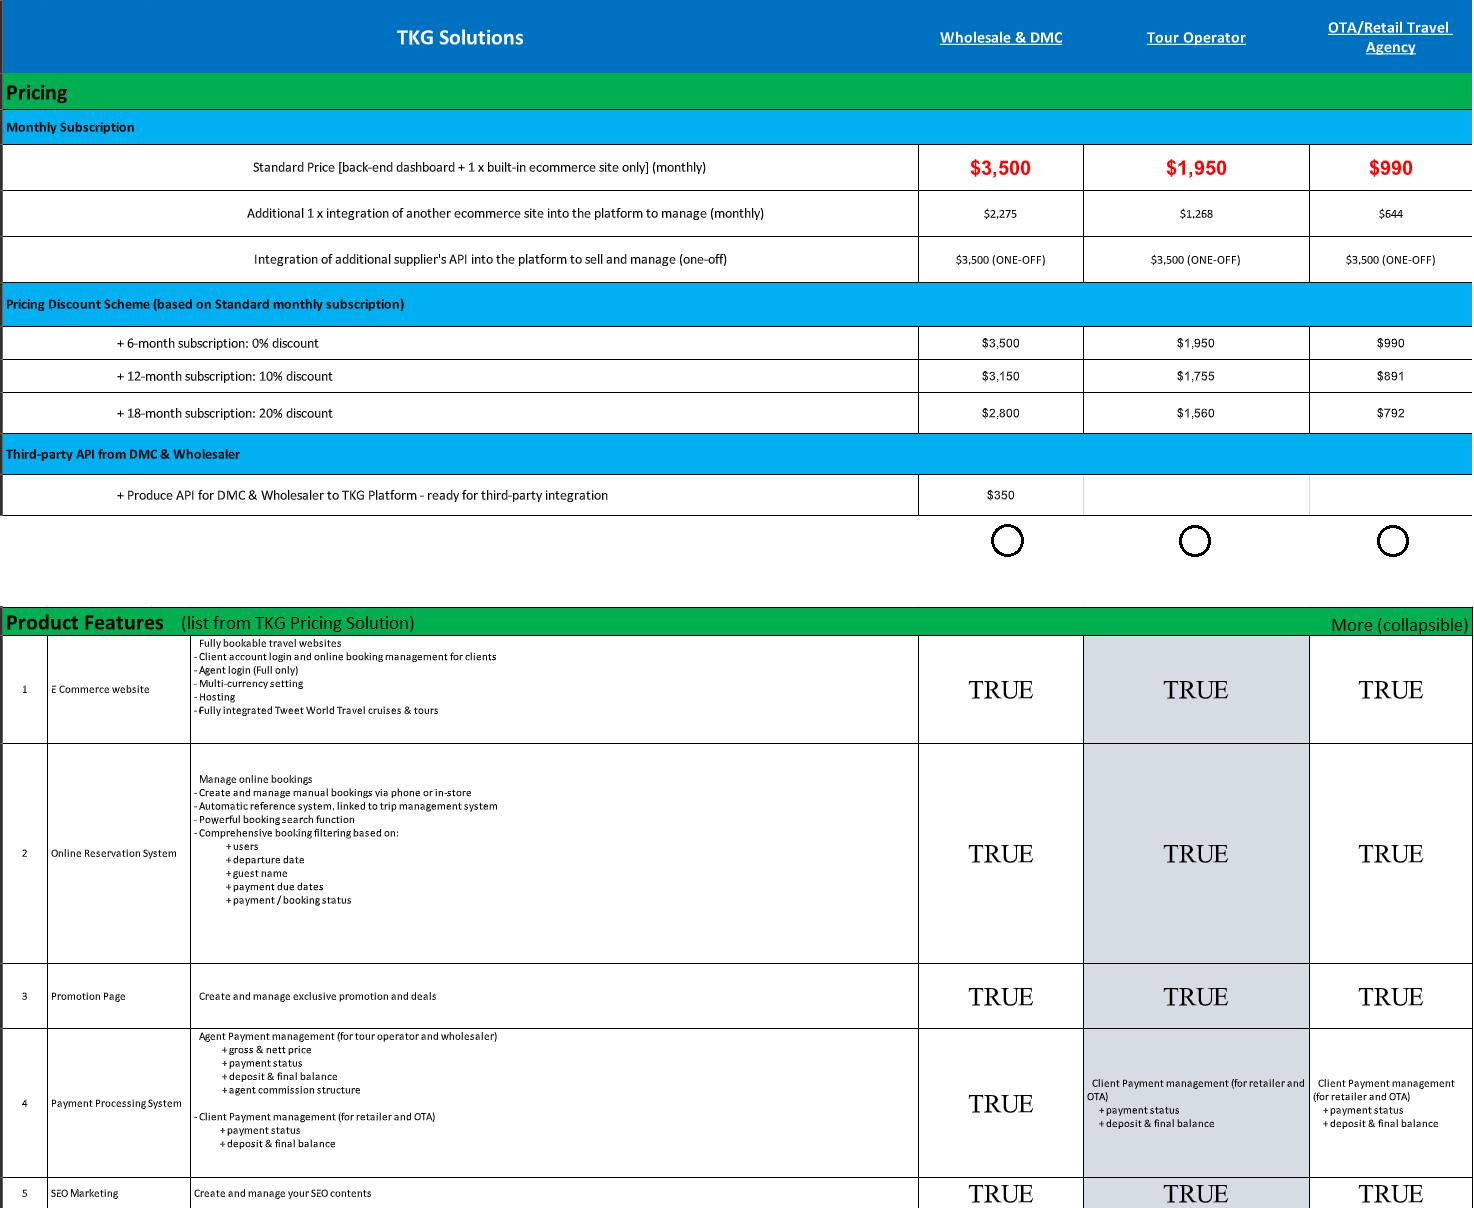 TKG Solutions
Wholesale & DMC
Tour Operator
OTA/Retail Travel
Agency
Pricing
Monthly Subscription
Standard Price [back-end dashboard + 1 x built-in ecommerce site only] (monthly)
$3,500
$1,950
$990
Additional 1 x integration of another ecommerce site into the platform to manage (monthly)
$2,275
$1,268
$644
Integration of additional supplier's API into the platform to sell and manage (one-off)
$3,500 (ONE-OFF)
$3,500 (ONE-OFF)
$3,500 (ONE-OFF)
Pricing Discount Scheme (based on Standard monthly subscription)
+ 6-month subscription: 0% discount
$3,500
$1,950
$990
+ 12-month subscription: 10% discount
$3,150
$1,755
$891
+ 18-month subscription: 20% discount
$2,800
$1,560
$792
Third-party API from DMC & Wholesaler
+ Produce API for DMC & Wholesaler to TKG Platform - ready for third-party integration
$350
Product Features (list from TKG Pricing Solution)
More (collapsible)
1
E Commerce website
Fully bookable travel websites
- Client account login and online booking management for clients
- Agent login (Full only)
- Multi-currency setting
- Hosting
- Fully integrated Tweet World Travel cruises & tours
TRUE
TRUE
TRUE
2
Online Reservation System
Manage online bookings
- Create and manage manual bookings via phone or in-store
- Automatic reference system, linked to trip management system
- Powerful booking search function
- Comprehensive booking filtering based on:
+ users
+ departure date
+ guest name
+ payment due dates
+ payment / booking status
TRUE
TRUE
TRUE
3
Promotion Page
Create and manage exclusive promotion and deals
TRUE
TRUE
TRUE
4
Payment Processing System
Agent Payment management (for tour operator and wholesaler)
+ gross & nett price
+ payment status
+ deposit & final balance
+ agent commission structure
- Client Payment management (for retailer and OTA)
+ payment status
+ deposit & final balance
TRUE
Client Payment management (for retailer and
OTA)
+ payment status
+ deposit & final balance
Client Payment management
(for retailer and OTA)
+ payment status
+ deposit & final balance
5
SEO Marketing
Create and manage your SEO contents
TRUE
TRUE
TRUE